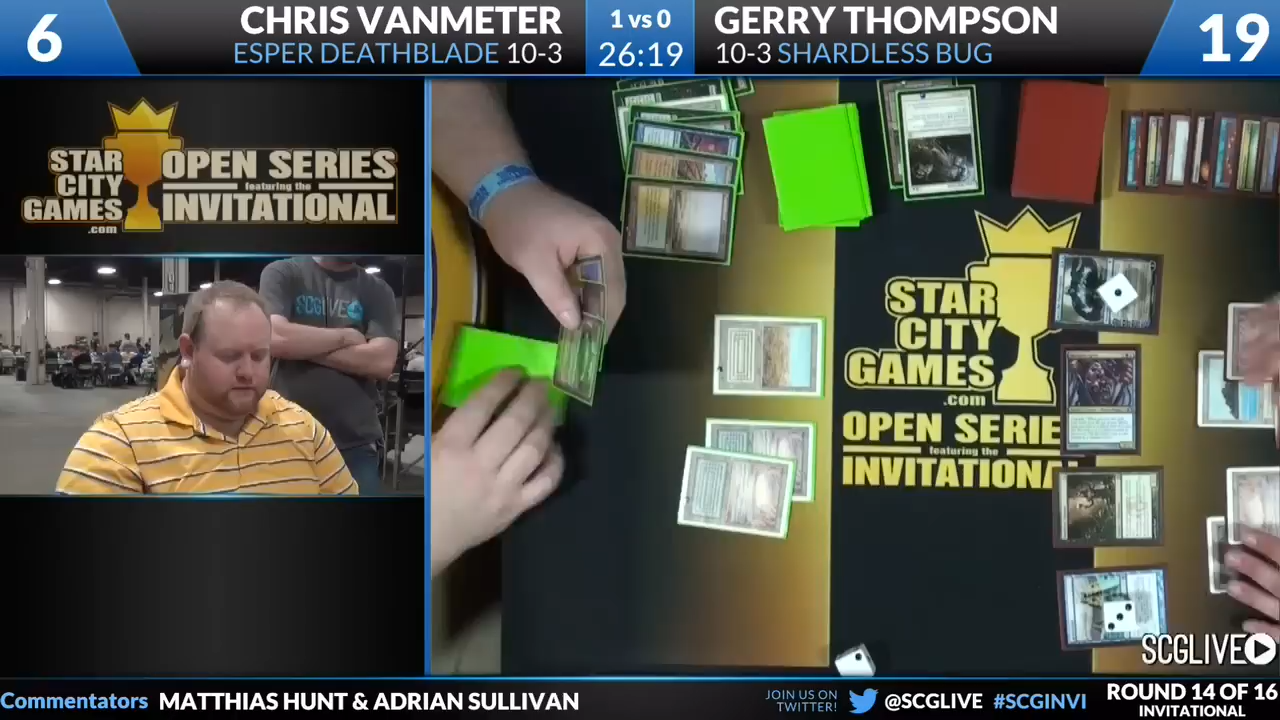 6
CHRIS VANMETER
ESPER DEATHBLADE 10-3
1 vs 0
26:19
GERRY THOMPSON
10-3 SHARDLESS BUG
19
STAR
CITY
GAMES
.com
OPEN SERIES
featuring the
INVITATIONAL
SCGLIVE
STAR
CITY
GAMES
.com
OPEN SERIE
featuring the
INVITATIONA
SCGLIVE
Commentators MATTHIAS HUNT & ADRIAN SULLIVAN
JOIN US ON
TWITTER!
@SCGLIVE #SCGINVI
ROUND 14 OF 16
INVITATIONAL